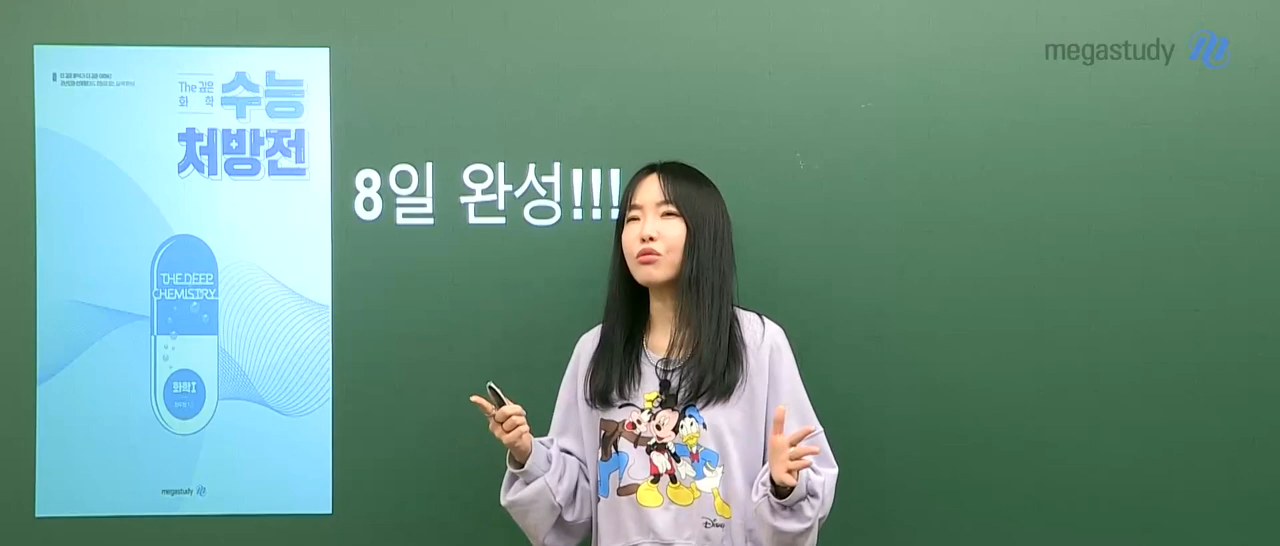 megastudy
The 깊은
화 학
수능
처방전
8일 완성!!!
THE DEEP
CHEMISTRY
화학I
megastudy
Disney